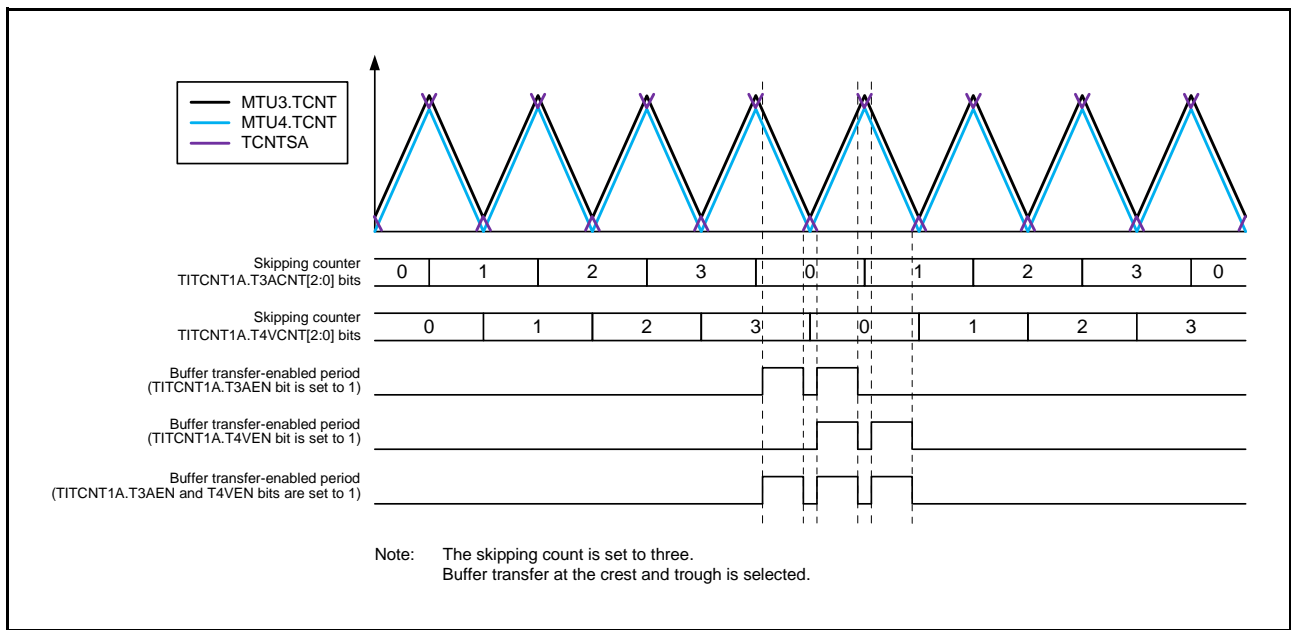 MTU3.TCNT
MTU4.TCNT
TCNTSA
Skipping counter
TITCNT1A.T3ACNT[2:0] bits
0 1 2 3 0 1 2 3 0
Skipping counter
TITCNT1A.T4VCNT[2:0] bits
0 1 2 3 0 1 2 3
Buffer transfer-enabled period
(TITCNT1A.T3AEN bit is set to 1)
Buffer transfer-enabled period
(TITCNT1A.T4VEN bit is set to 1)
Buffer transfer-enabled period
(TITCNT1A.T3AEN and T4VEN bits are set to 1)
Note: The skipping count is set to three.
Buffer transfer at the crest and trough is selected.